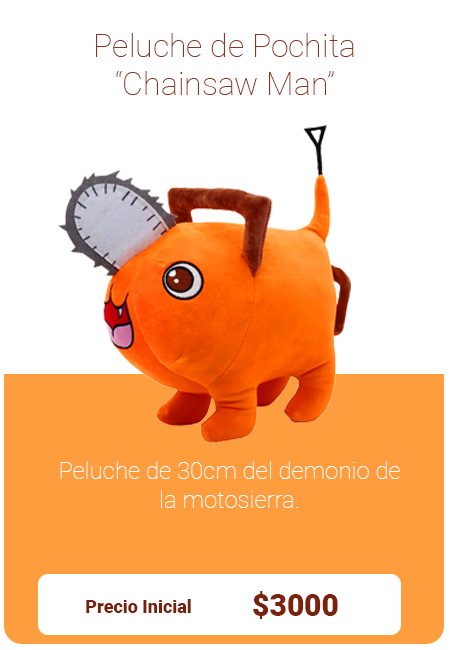 Peluche de Pochita
“Chainsaw Man”
Peluche de 30cm del demonio de
la motosierra.
Precio Inicial $3000